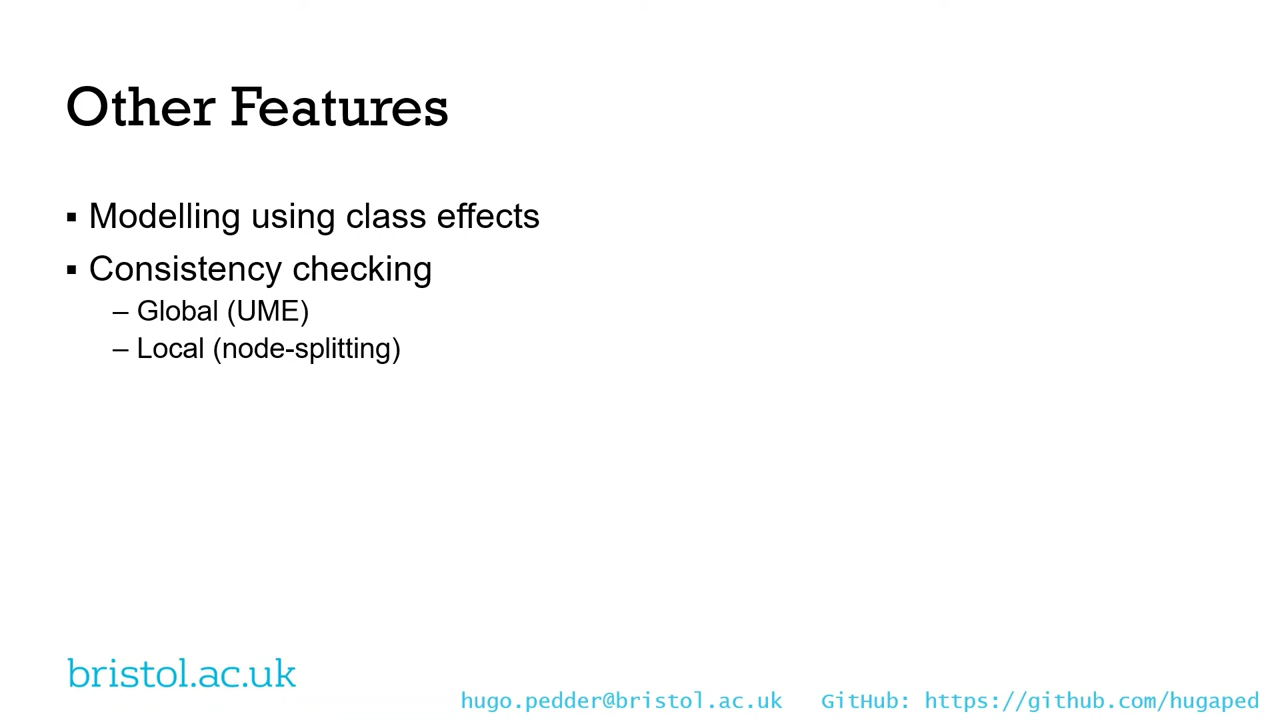 Other Features
▪ Modelling using class effects
▪ Consistency checking
– Global (UME)
– Local (node-splitting)
bristol.ac.uk
hugo.pedder@bristol.ac.uk GitHub: https://github.com/hugaped